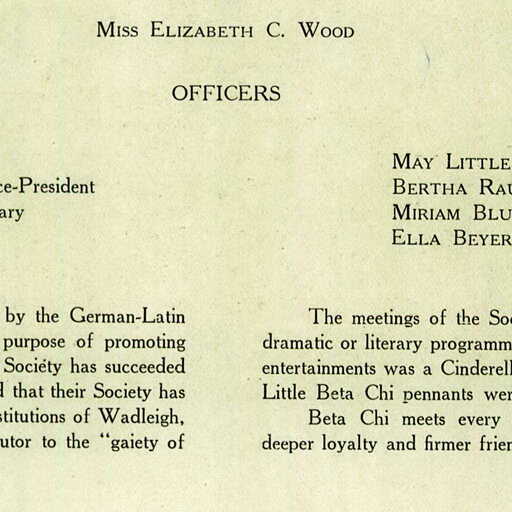 Miss Elizabeth C. Wood
OFFICERS
May Little
ce-President Bertha Rau
ary Miriam Blu
Ella Beyer
by the German-Latin
purpose of promoting
Society has succeeded
d that their Society has
stitutions of Wadleigh,
utor to the "gaiety of
The meetings of the Soc
dramatic or literary programm
entertainments was a Cinderell
Little Beta Chi pennants wer
Beta Chi meets every
deeper loyalty and firmer frien